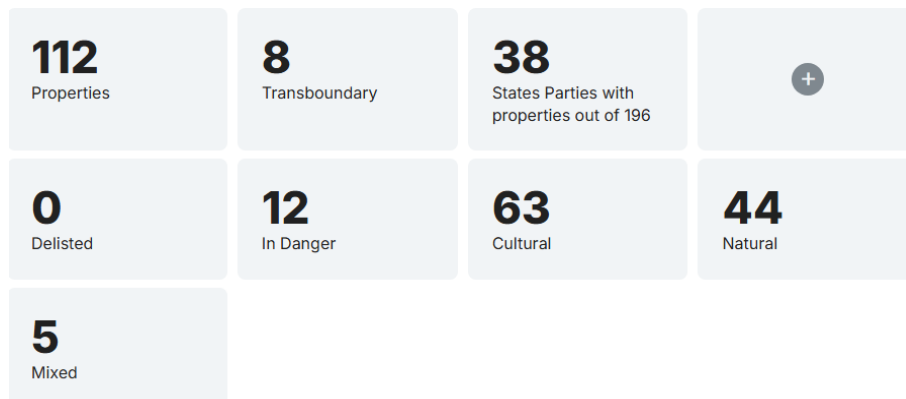 112
Properties
8
Transboundary
38
States Parties with
properties out of 196
+
0
Delisted
12
In Danger
63
Cultural
44
Natural
5
Mixed